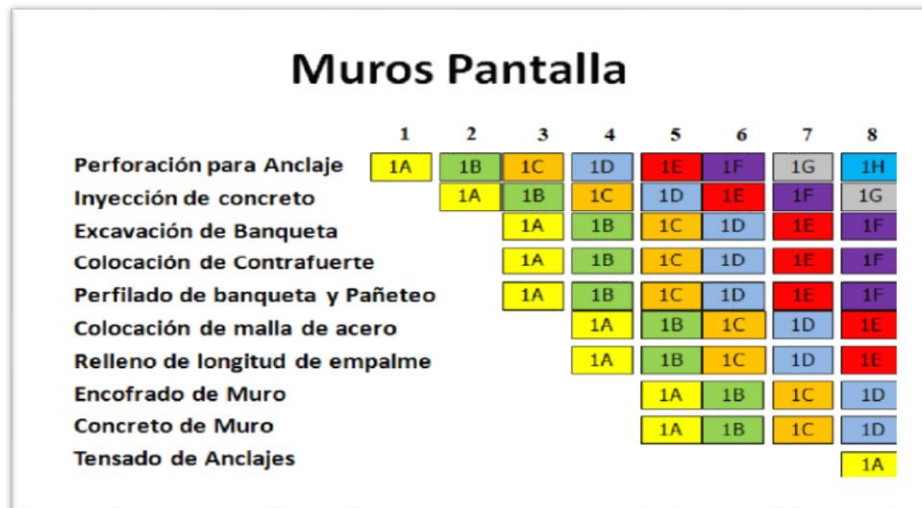 Muros Pantalla
1 2 3 4 5 6 7 8
Perforación para Anclaje 1A 1B 1C 1D 1E 1F 1G 1H
Inyección de concreto 1A 1B 1C 1D 1E 1F 1G
Excavación de Banqueta 1A 1B 1C 1D 1E 1F
Colocación de Contrafuerte 1A 1B 1C 1D 1E 1F
Perfilado de banqueta y Pañeteo 1A 1B 1C 1D 1E 1F
Colocación de malla de acero 1A 1B 1C 1D 1E
Relleno de longitud de empalme 1A 1B 1C 1D 1E
Encofrado de Muro 1A 1B 1C 1D
Concreto de Muro 1A 1B 1C 1D
Tensado de Anclajes 1A